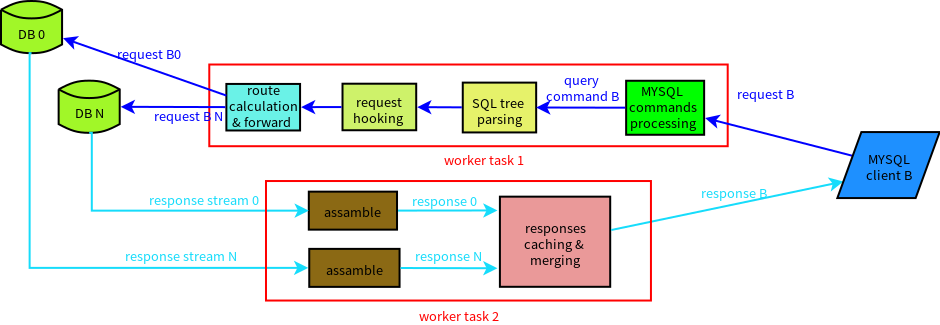 DB 0
request B0
route
calculation
& forward
request
hooking
SQL tree
parsing
query
command B
MYSQL
commands
processing
request B
DB N
request B N
worker task 1
MYSQL
client B
response stream 0
assamble
response 0
responses
caching &
merging
response B
response stream N
assamble
response N
worker task 2